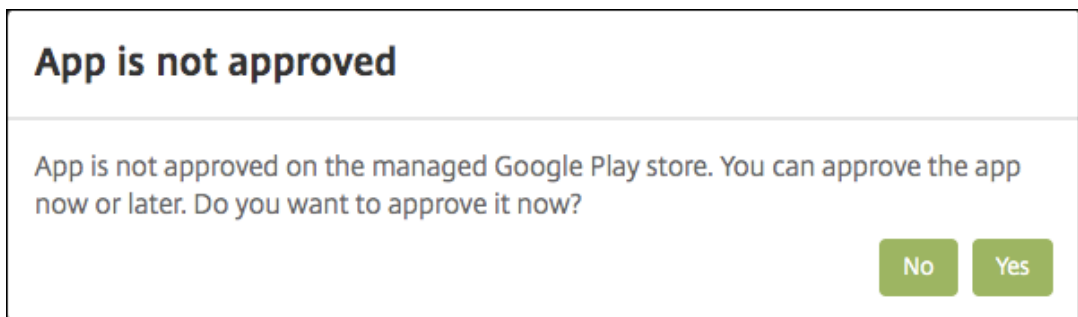 App is not approved
App is not approved on the managed Google Play store. You can approve the app
now or later. Do you want to approve it now?
No Yes